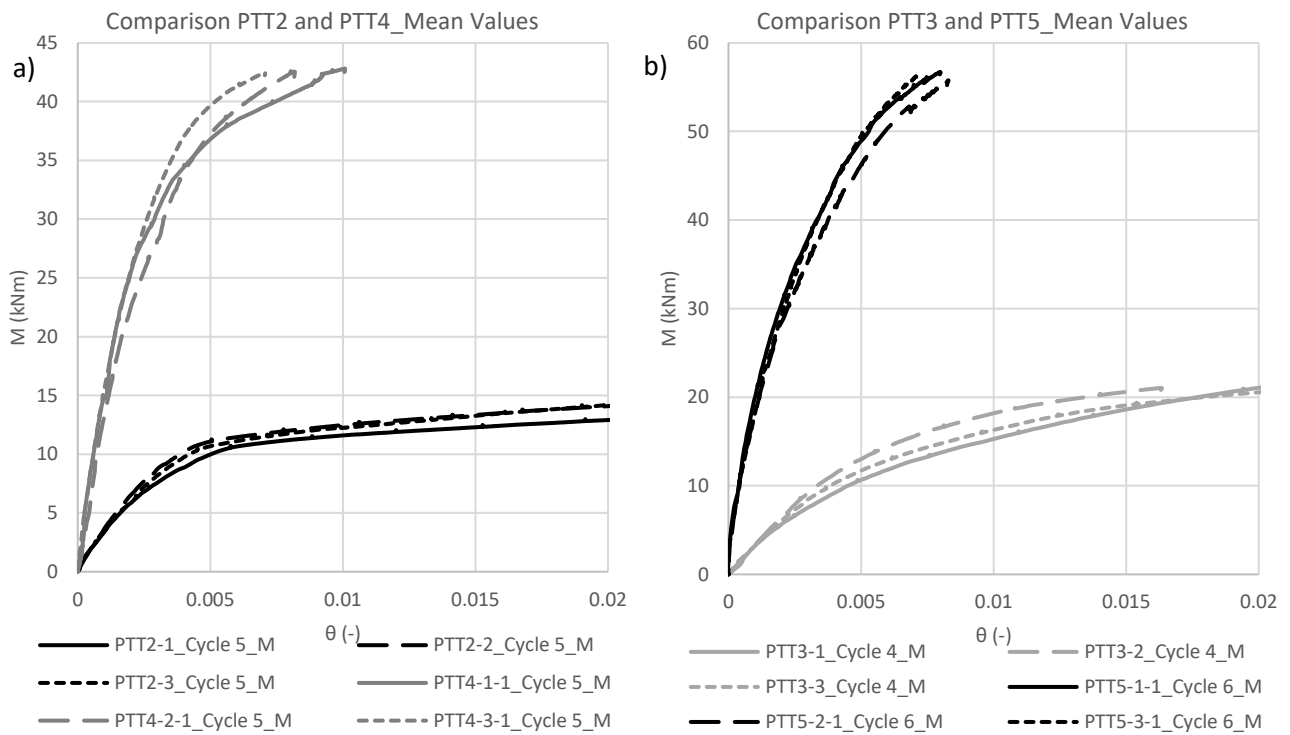 Comparison PTT2 and PTT4_Mean Values
a)
M (kNm)
45
40
35
30
25
20
15
10
5
0
0 0.005 0.01 0.015 0.02
θ (-)
PTT2-1_Cycle 5_M PTT2-2_Cycle 5_M
PTT2-3_Cycle 5_M PTT4-1-1_Cycle 5_M
PTT4-2-1_Cycle 5_M PTT4-3-1_Cycle 5_M
Comparison PTT3 and PTT5_Mean Values
b)
M (kNm)
60
50
40
30
20
10
0
0 0.005 0.01 0.015 0.02
θ (-)
PTT3-1_Cycle 4_M PTT3-2_Cycle 4_M
PTT3-3_Cycle 4_M PTT5-1-1_Cycle 6_M
PTT5-2-1_Cycle 6_M PTT5-3-1_Cycle 6_M